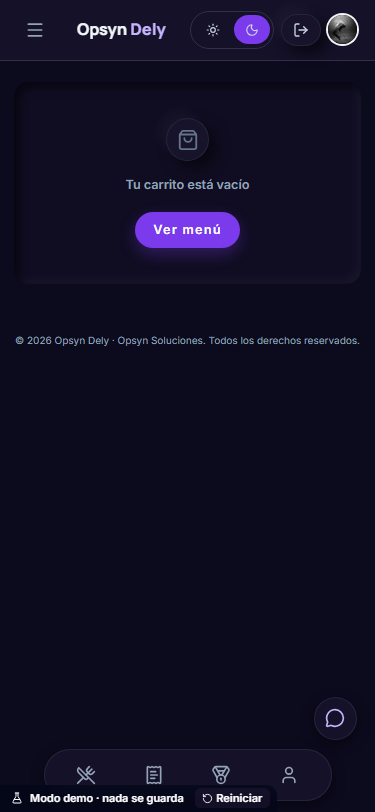 Opsyn Dely
Tu carrito está vacío
Ver menú
© 2026 Opsyn Dely · Opsyn Soluciones. Todos los derechos reservados.
Modo demo · nada se guarda
Reiniciar